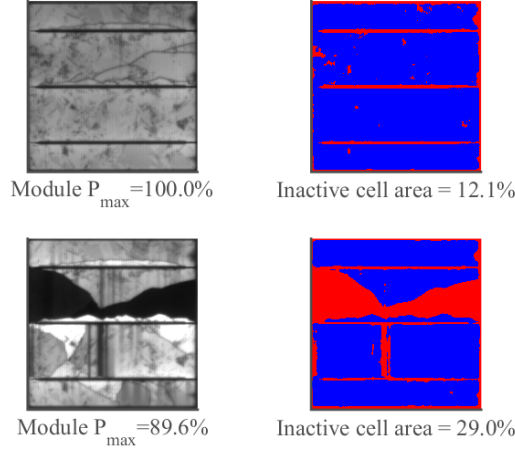 Module Pmax=100.0% Inactive cell area = 12.1%
Module Pmax=89.6% Inactive cell area = 29.0%